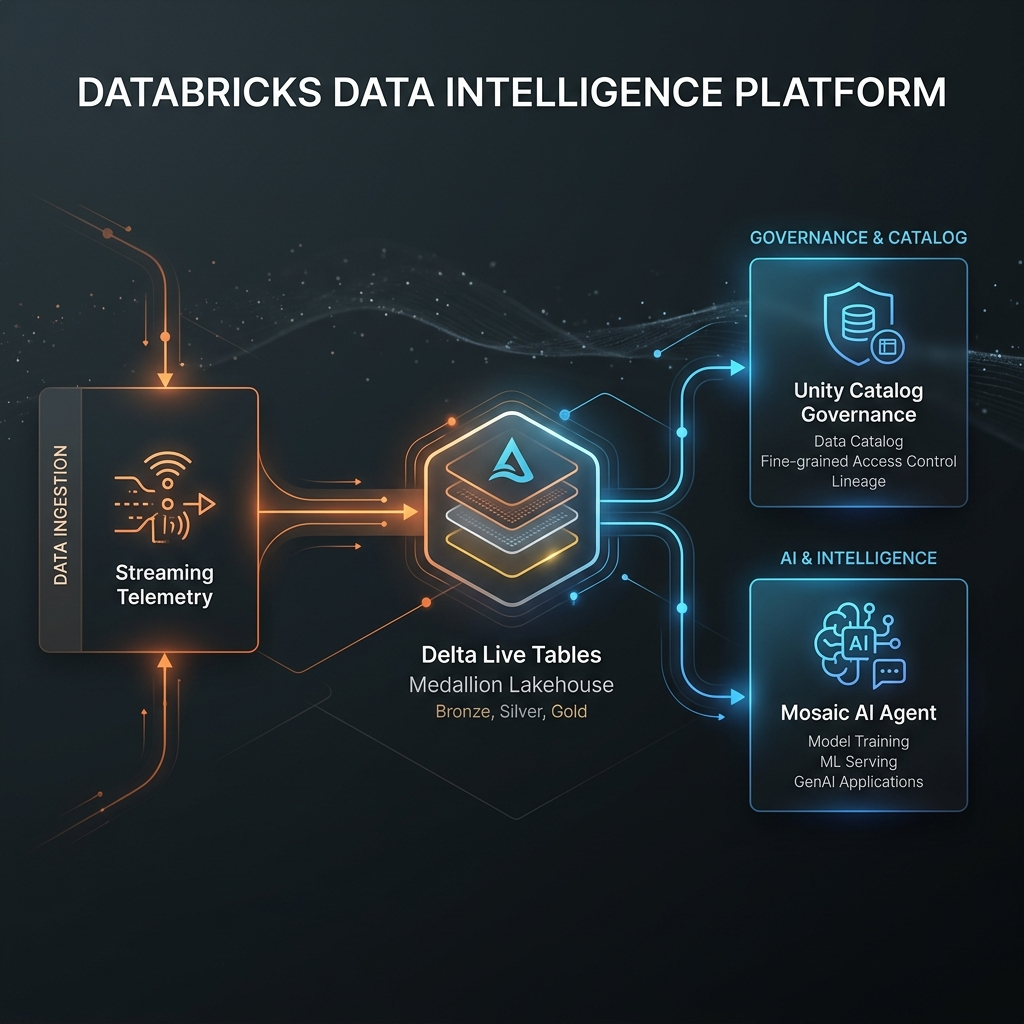 DATABRICKS DATA INTELLIGENCE PLATFORM
DATA INGESTION
Streaming
Telemetry
Delta Live Tables
Medallion Lakehouse
Bronze, Silver, Gold
GOVERNANCE & CATALOG
Unity Catalog
Governance
Data Catalog
Fine-grained Access Control
Lineage
AI & INTELLIGENCE
AI
Mosaic AI Agent
Model Training
ML Serving
GenAI Applications